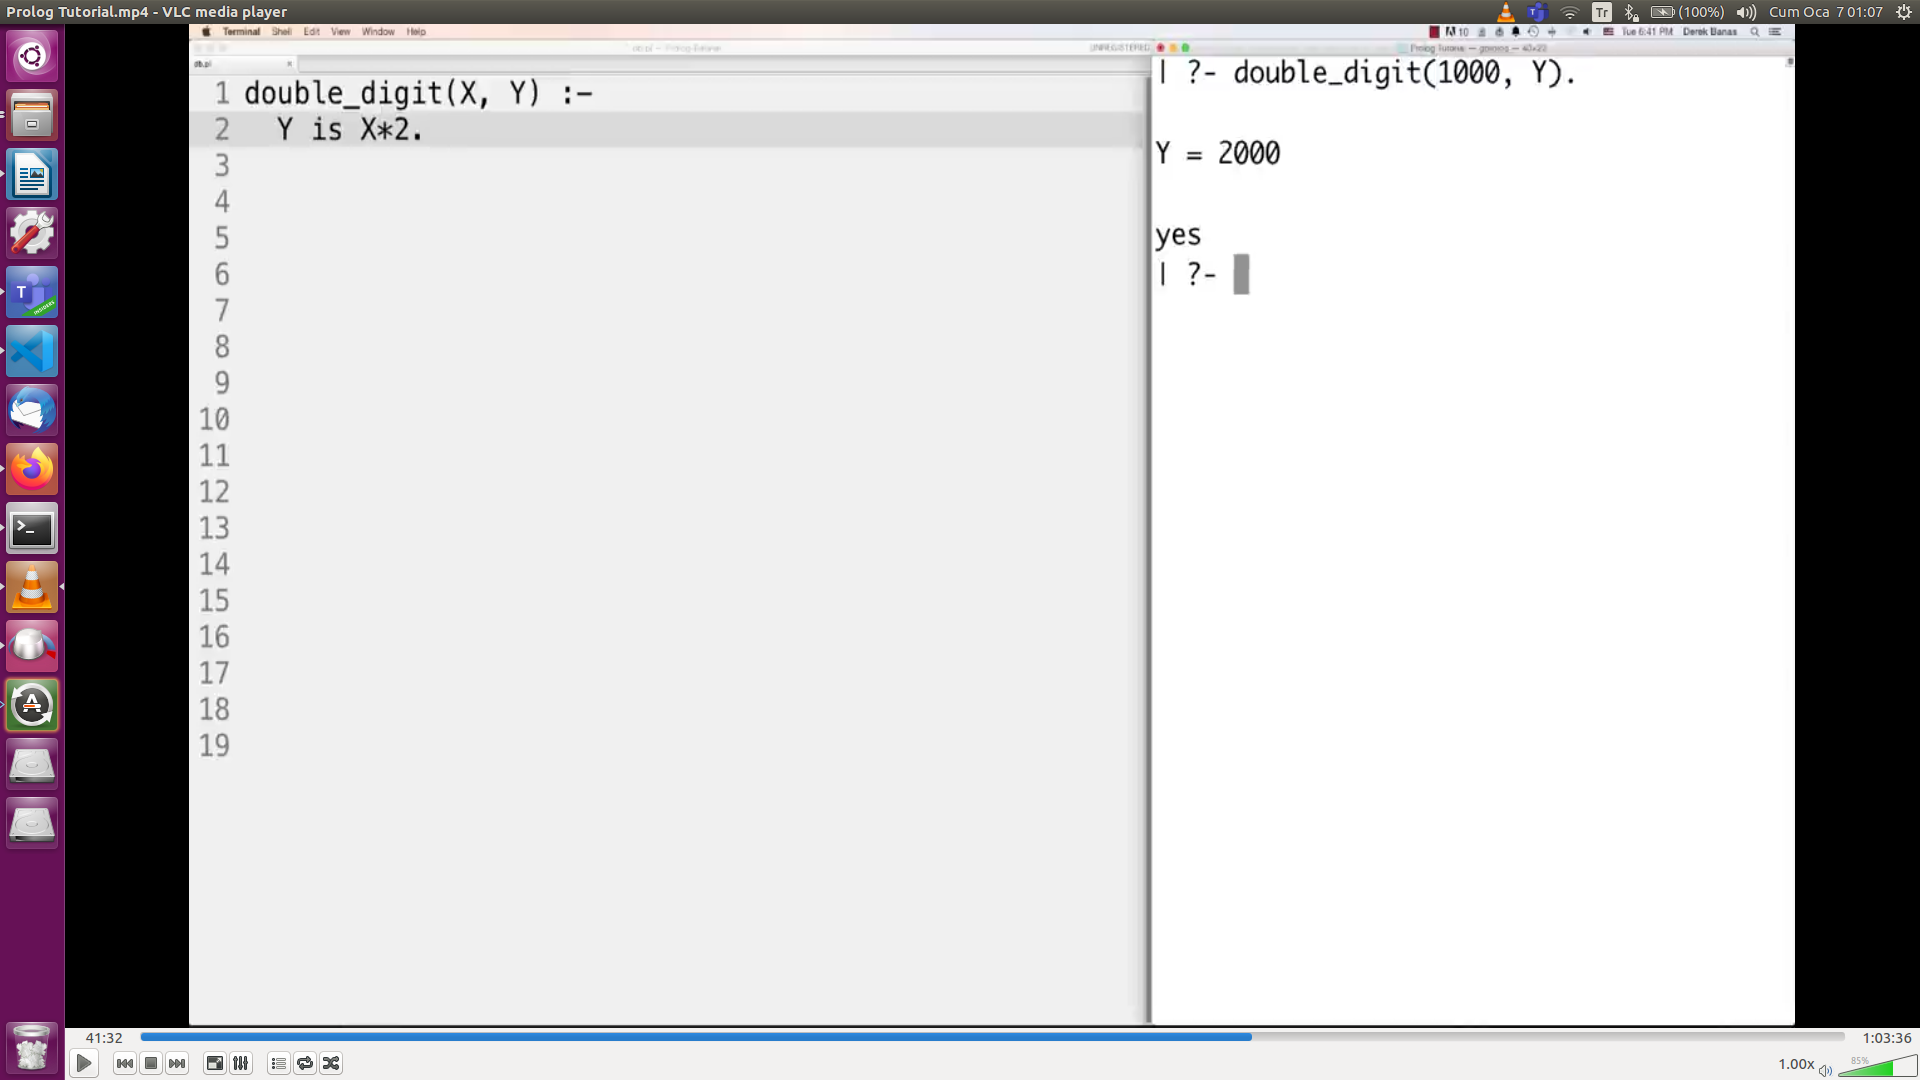 Prolog Tutorial.mp4 - VLC media player
Tr
(100%)
Cum Oca 7 01:07
Terminal Shell Edit View Window Help
10
Tue 6:41 PM Derek Banas
UNREGISTERED
db.pl
1 double_digit(X, Y) :-
2 Y is X*2.
3
4
5
6
7
8
9
10
11
12
13
14
15
16
17
18
19
| ?- double_digit(1000, Y).
Y = 2000
yes
| ?-
41:32
1:03:36
1.00x
85%